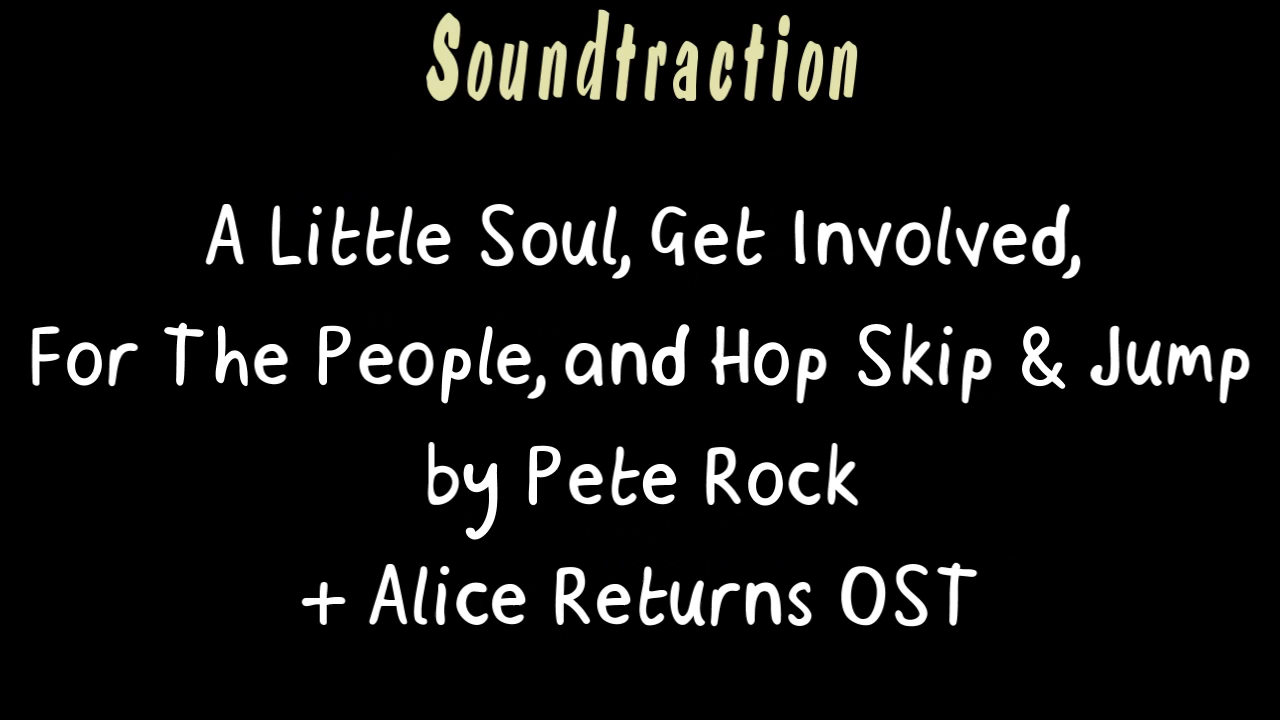 Soundtraction
A Little Soul, Get Involved,
For The People, and Hop Skip & Jump
by Pete Rock
+ Alice Returns OST